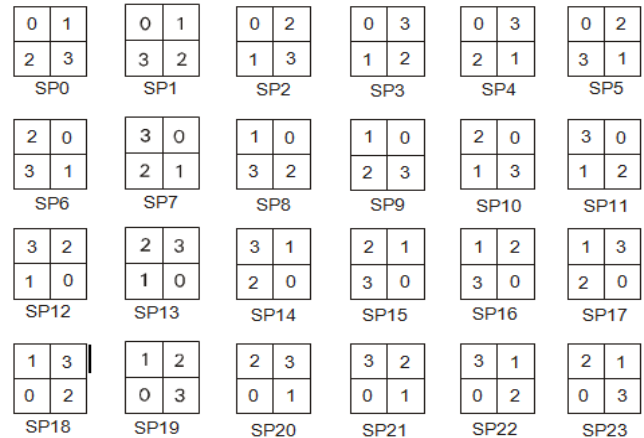 0 1 0 1 0 2 0 3 0 3 0 2
2 3 3 2 1 3 1 2 2 1 3 1
SP0 SP1 SP2 SP3 SP4 SP5
2 0 3 0 1 0 1 0 2 0 3 0
3 1 2 1 3 2 2 3 1 3 1 2
SP6 SP7 SP8 SP9 SP10 SP11
3 2 2 3 3 1 2 1 1 2 1 3
1 0 1 0 2 0 3 0 3 0 2 0
SP12 SP13 SP14 SP15 SP16 SP17
1 3 1 2 2 3 3 2 3 1 2 1
0 2 0 3 0 1 0 1 0 2 0 3
SP18 SP19 SP20 SP21 SP22 SP23